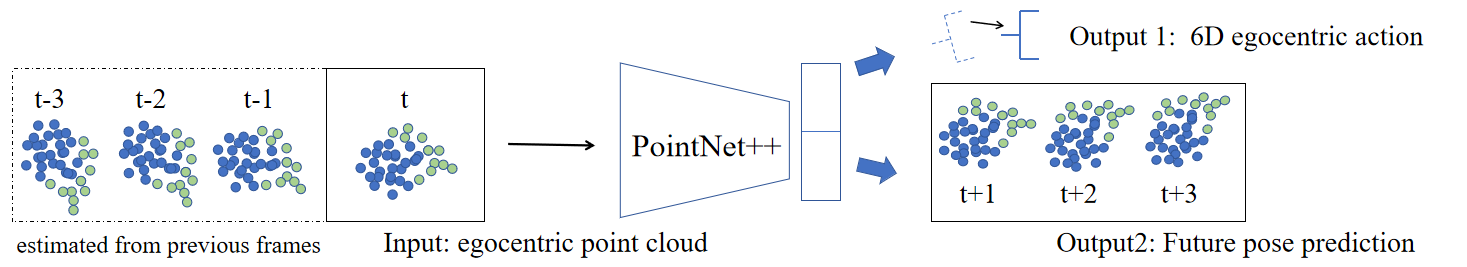 t-3
t-2
t-1
t
estimated from previous frames
Input: egocentric point cloud
PointNet++
Output 1: 6D egocentric action
t+1
t+2
t+3
Output2: Future pose prediction